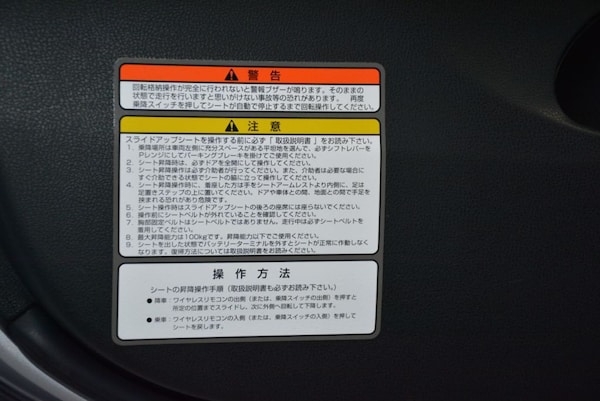 警告
回転格納操作が完全に行われないと警報ブザーが鳴ります。そのままの
状態で走行を行いますと思いがけない事故等の恐れがあります。 再度
乗降スイッチを押してシートが自動で停止するまで回転操作してください。
注意
スライドアップシートを操作する前に必ず「取扱説明書」をお読み下さい。
1. 乗降場所は車両左側に充分スペースがある平坦地を選んで、必ずシフトレバーを
Pレンジにしてパーキングブレーキを掛けてご使用ください。
2. シート昇降時は、必ずドアを全開にして操作してください。
3. シート昇降操作は必ず介助者が行ってください。また、介助者は必要な場合に
すぐ介助できる状態でシートの脇に立って操作してください。
4. シート昇降操作時に、着座した方は手をシートアームレストより内側に、足は
足置きステップの上に置いてください。ドアや車体との間、地面との間で手足を
挟まれる恐れがあり危険です。
5. シート操作時はスライドアップシートの後ろの座席には座らないでください。
6. 操作前にシートベルトが外れていることを確認してください。
7. 胸部固定ベルトはシートベルトではありません。走行中は必ずシートベルトを
着用してください。
8. 最大昇降能力は100kgです。昇降能力以下でご使用ください。
9. シートを出した状態でバッテリーターミナルを外すとシートが正常に作動しなく
なります。復帰方法については取扱説明書をお読みください。
操作方法
シートの昇降操作手順（取扱説明書も必ずお読み下さい。）
● 降車：ワイヤレスリモコンの出側（または、乗降スイッチの出側）を押すと
所定の位置までスライドし、次に外側へ回転して下降します。
● 乗車：ワイヤレスリモコンの入側（または、乗降スイッチの入側）を押して
シートを戻します。